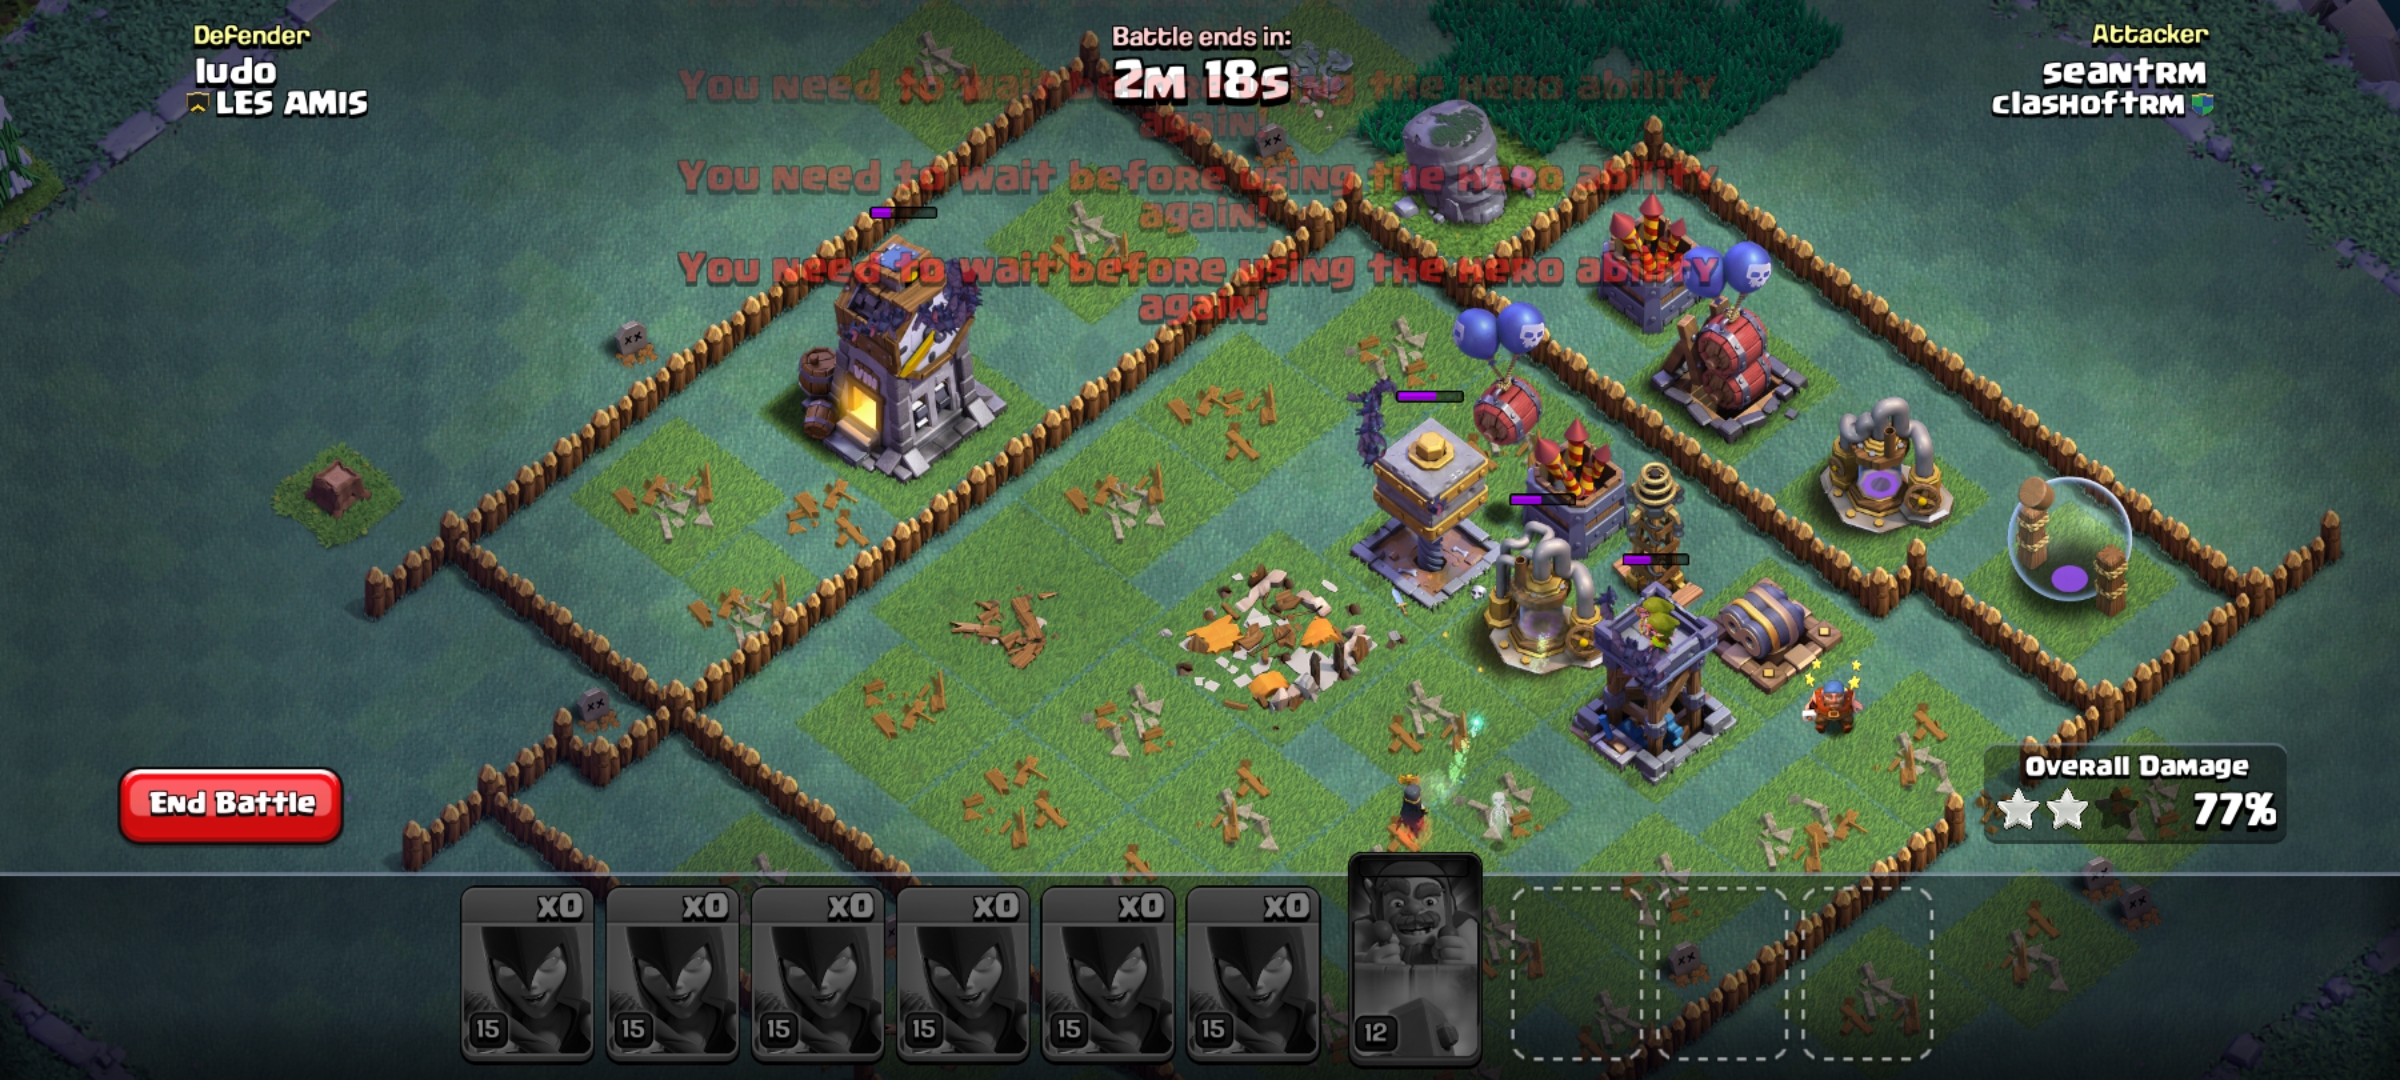 Defender
ludo
LES AMIS
Battle ends in:
2M 18S
Attacker
seantRM
clashoftRM
You need to wait before using the Hero ability
again!
You need to wait before using the Hero ability
again!
You need to wait before using the Hero ability
again!
VIII
End Battle
Overall Damage
77%
x0 x0 x0 x0 x0 x0
15 15 15 15 15 15 12